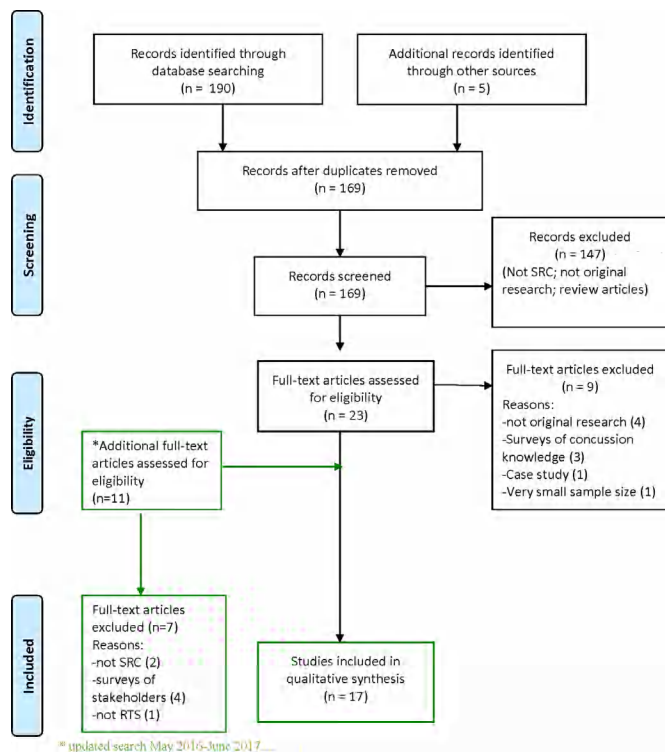 Identification
Records identified through
database searching
(n = 190)
Additional records identified
through other sources
(n = 5)
Records after duplicates removed
(n = 169)
Screening
Records screened
(n = 169)
Records excluded
(n = 147)
(Not SRC; not original
research; review articles)
Eligibility
Full-text articles assessed
for eligibility
(n = 23)
Full-text articles excluded
(n = 9)
Reasons:
-not original research (4)
-Surveys of concussion
knowledge (3)
-Case study (1)
-Very small sample size (1)
*Additional full-text
articles assessed for
eligibility
(n=11)
Included
Full-text articles
excluded (n=7)
Reasons:
-not SRC (2)
-surveys of
stakeholders (4)
-not RTS (1)
Studies included in
qualitative synthesis
(n = 17)
* updated search May 2016-June 2017